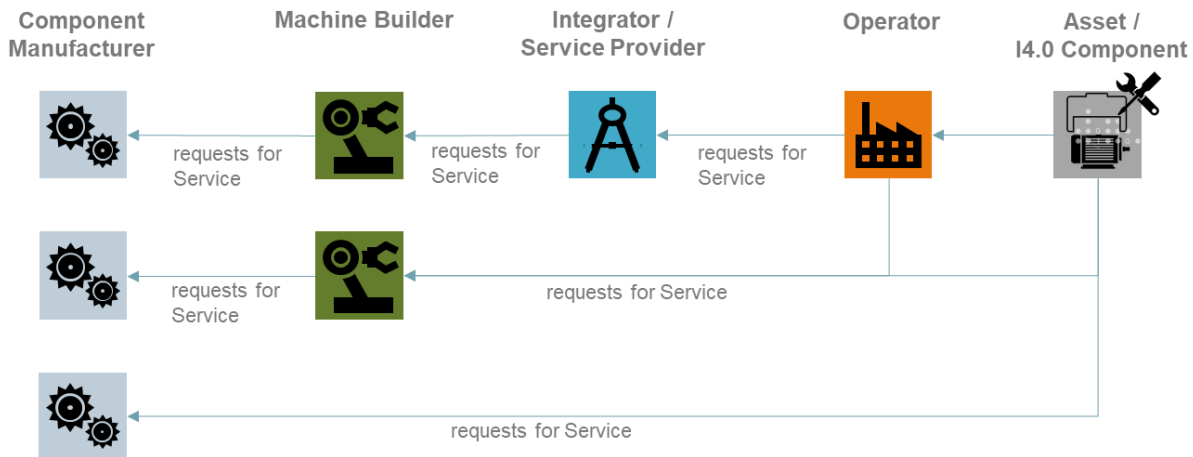 Component
Manufacturer
Machine Builder
Integrator /
Service Provider
Operator
Asset /
I4.0 Component
requests for
Service
requests for
Service
requests for
Service
requests for
Service
requests for Service
requests for Service